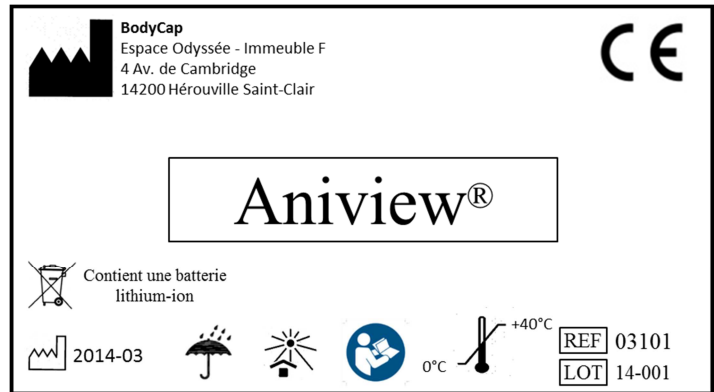 BodyCap
Espace Odyssée - Immeuble F
4 Av. de Cambridge
14200 Hérouville Saint-Clair
CE
Aniview®
Contient une batterie
lithium-ion
2014-03
0°C
+40°C
REF 03101
LOT 14-001